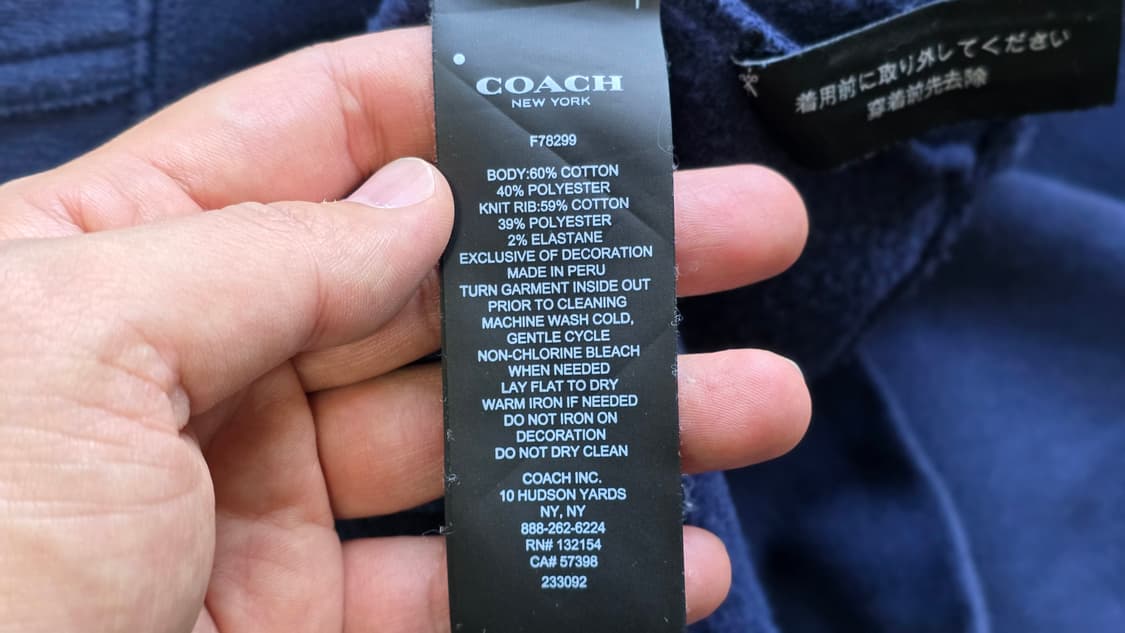 COACH
NEW YORK
F78299
BODY:60% COTTON
40% POLYESTER
KNIT RIB:59% COTTON
39% POLYESTER
2% ELASTANE
EXCLUSIVE OF DECORATION
MADE IN PERU
TURN GARMENT INSIDE OUT
PRIOR TO CLEANING
MACHINE WASH COLD,
GENTLE CYCLE
NON-CHLORINE BLEACH
WHEN NEEDED
LAY FLAT TO DRY
WARM IRON IF NEEDED
DO NOT IRON ON
DECORATION
DO NOT DRY CLEAN
COACH INC.
10 HUDSON YARDS
NY, NY
888-262-6224
RN# 132154
CA# 57398
233092
着用前に取り外してください
穿着前先去除